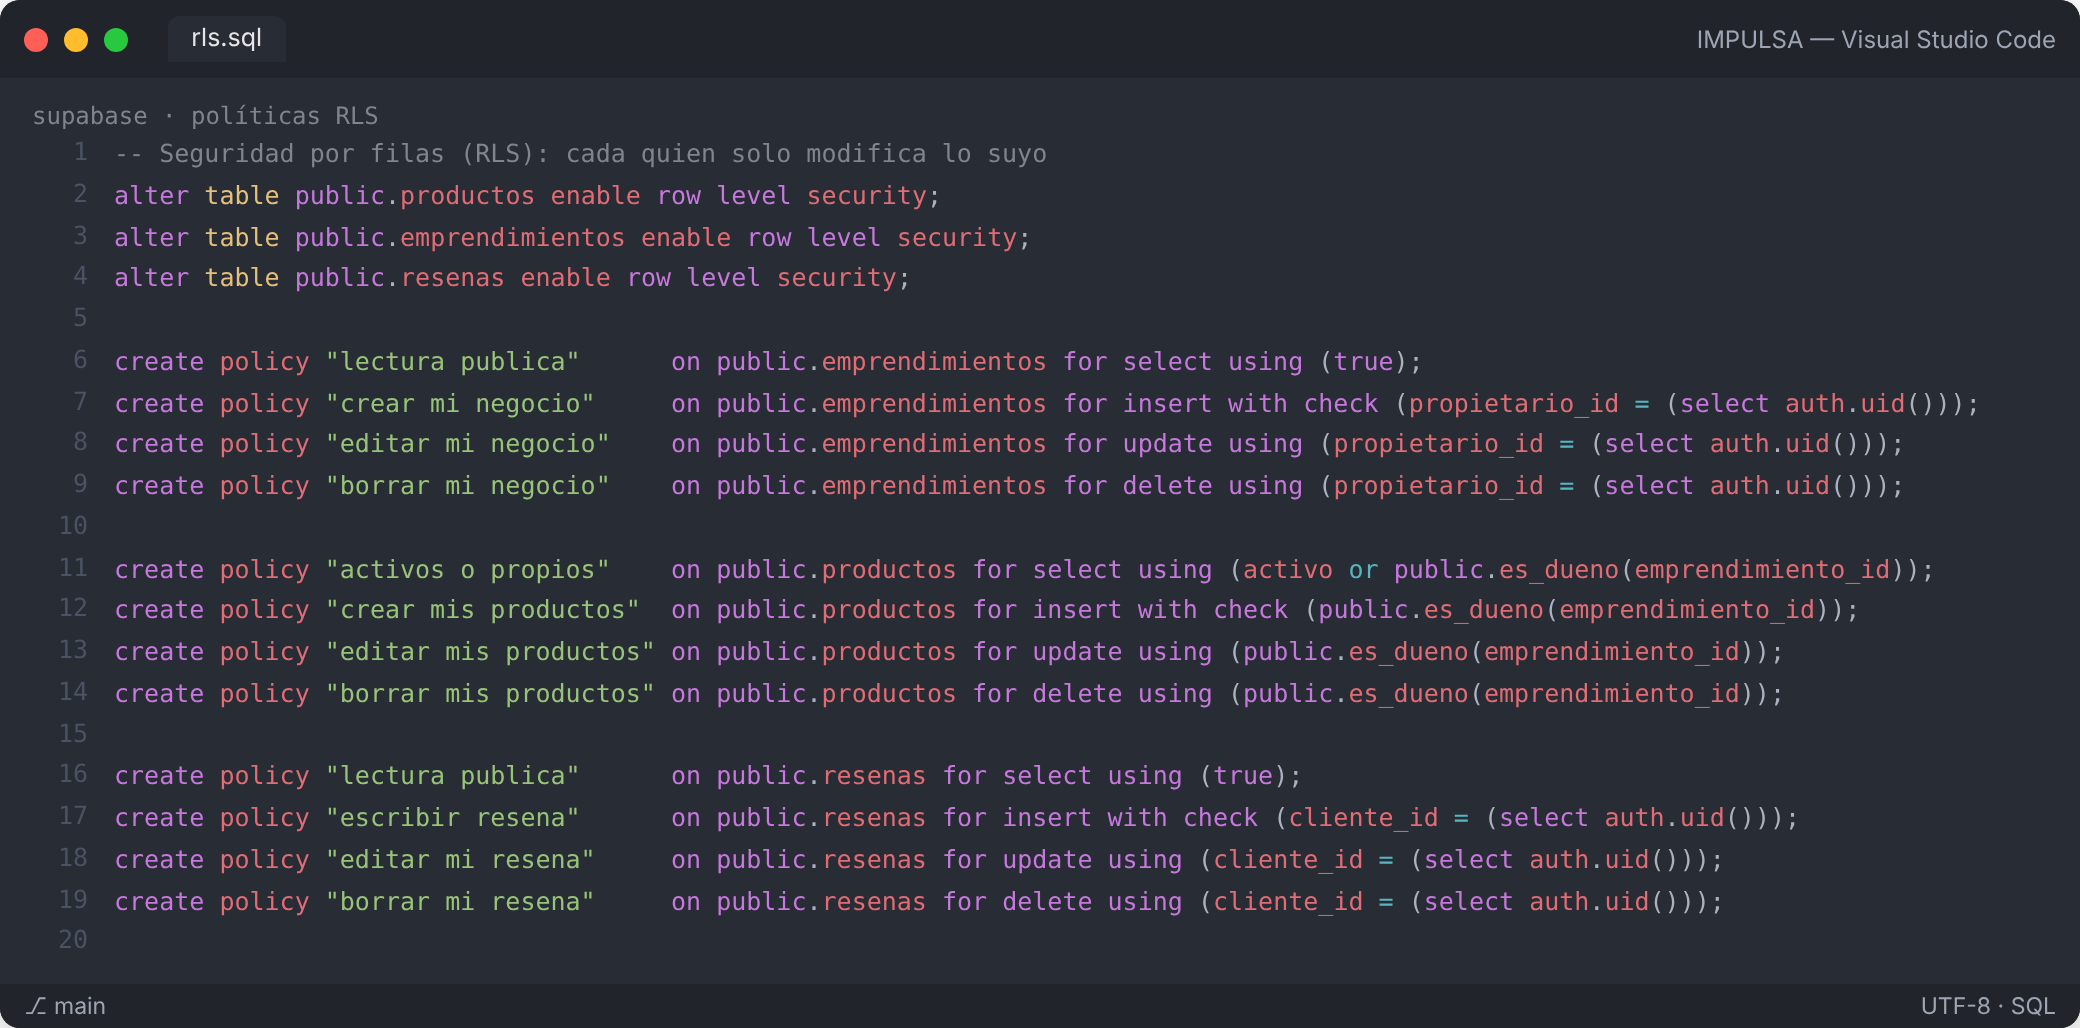 rls.sql
IMPULSA — Visual Studio Code
supabase · políticas RLS
1 -- Seguridad por filas (RLS): cada quien solo modifica lo suyo
2 alter table public.productos enable row level security;
3 alter table public.emprendimientos enable row level security;
4 alter table public.resenas enable row level security;
5
6 create policy "lectura publica"      on public.emprendimientos for select using (true);
7 create policy "crear mi negocio"     on public.emprendimientos for insert with check (propietario_id = (select auth.uid()));
8 create policy "editar mi negocio"    on public.emprendimientos for update using (propietario_id = (select auth.uid()));
9 create policy "borrar mi negocio"    on public.emprendimientos for delete using (propietario_id = (select auth.uid()));
10
11 create policy "activos o propios"    on public.productos for select using (activo or public.es_dueno(emprendimiento_id));
12 create policy "crear mis productos"  on public.productos for insert with check (public.es_dueno(emprendimiento_id));
13 create policy "editar mis productos" on public.productos for update using (public.es_dueno(emprendimiento_id));
14 create policy "borrar mis productos" on public.productos for delete using (public.es_dueno(emprendimiento_id));
15
16 create policy "lectura publica"      on public.resenas for select using (true);
17 create policy "escribir resena"      on public.resenas for insert with check (cliente_id = (select auth.uid()));
18 create policy "editar mi resena"     on public.resenas for update using (cliente_id = (select auth.uid()));
19 create policy "borrar mi resena"     on public.resenas for delete using (cliente_id = (select auth.uid()));
20
⎇ main
UTF-8 · SQL